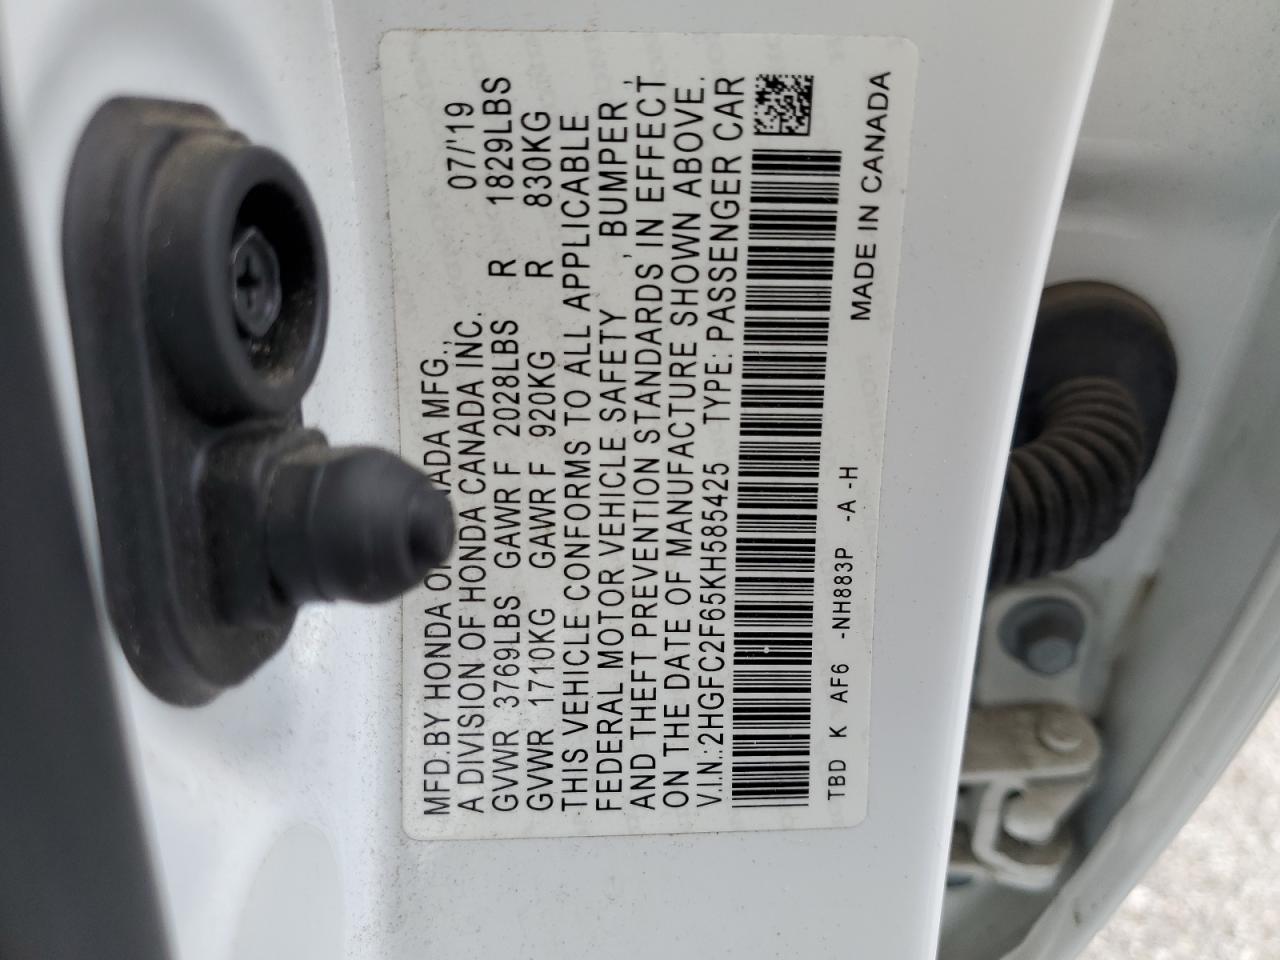 MFD.BY HONDA OF CANADA MFG., 07/'19
A DIVISION OF HONDA CANADA INC.
GVWR 3769LBS GAWR F 2028LBS R 1829LBS
GVWR 1710KG GAWR F 920KG R 830KG
THIS VEHICLE CONFORMS TO ALL APPLICABLE
FEDERAL MOTOR VEHICLE SAFETY , BUMPER ,
AND THEFT PREVENTION STANDARDS IN EFFECT
ON THE DATE OF MANUFACTURE SHOWN ABOVE.
V.I.N.: 2HGFC2F65KH585425 TYPE: PASSENGER CAR
TBD K AF6 -NH883P -A -H MADE IN CANADA